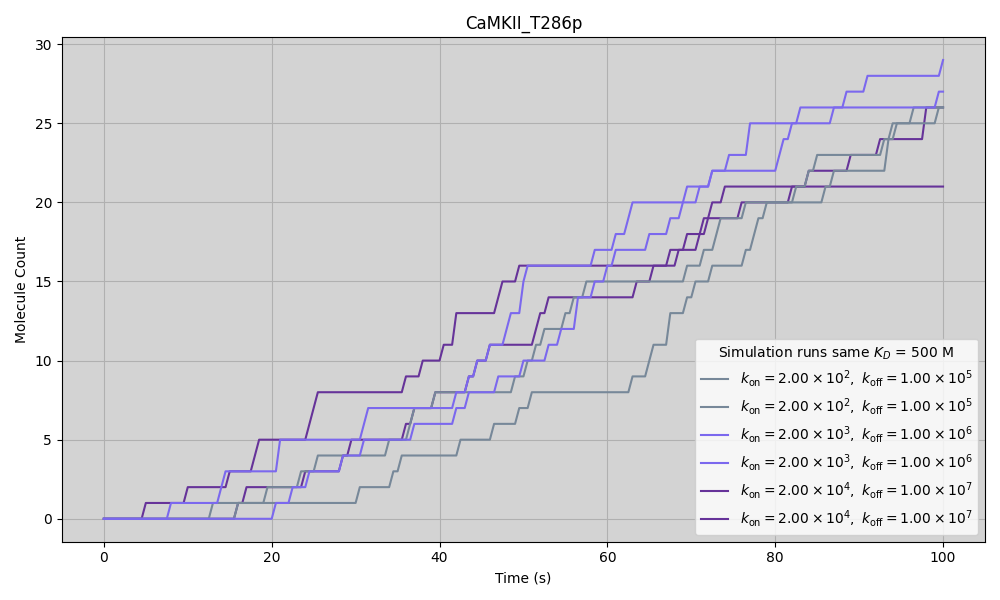 CaMKII_T286p
30
25
20
15
10
5
0
Molecule Count
Simulation runs same K_D = 500 M
k_on = 2.00 × 10^2, k_off = 1.00 × 10^5
k_on = 2.00 × 10^2, k_off = 1.00 × 10^5
k_on = 2.00 × 10^3, k_off = 1.00 × 10^6
k_on = 2.00 × 10^3, k_off = 1.00 × 10^6
k_on = 2.00 × 10^4, k_off = 1.00 × 10^7
k_on = 2.00 × 10^4, k_off = 1.00 × 10^7
0 20 40 60 80 100
Time (s)